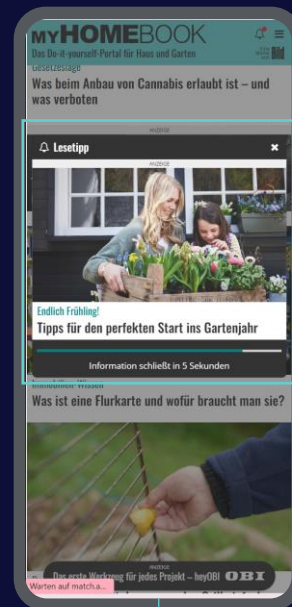 MYHOMEBOOK
Das Do-it-yourself-Portal für Haus und Garten
Gesetzeslage
Was beim Anbau von Cannabis erlaubt ist – und
was verboten
ANZEIGE
Lesetipp
ANZEIGE
Endlich Frühling!
Tipps für den perfekten Start ins Gartenjahr
Information schließt in 5 Sekunden
Immobilien-Wissen
Was ist eine Flurkarte und wofür braucht man sie?
ANZEIGE
Das erste Werkzeug für jedes Projekt – heyOBI OBI
Warten auf match.a...